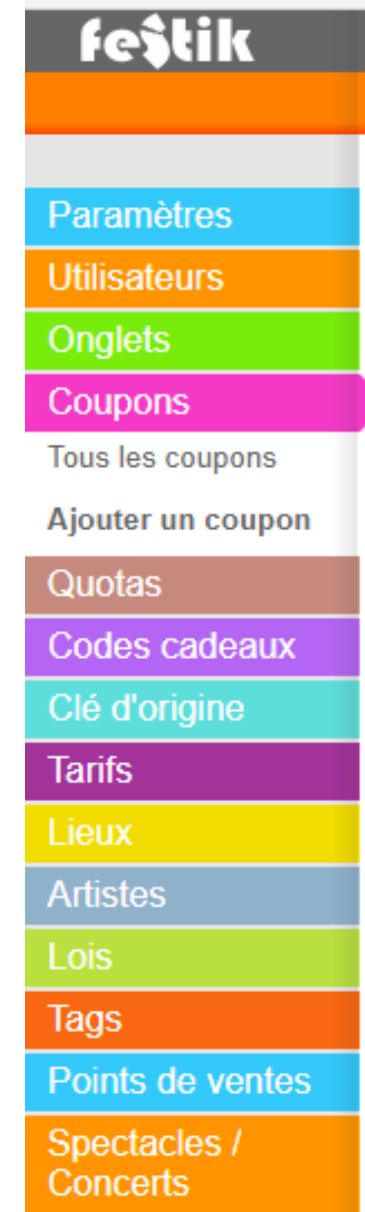 festik
Paramètres
Utilisateurs
Onglets
Coupons
Tous les coupons
Ajouter un coupon
Quotas
Codes cadeaux
Clé d'origine
Tarifs
Lieux
Artistes
Lois
Tags
Points de ventes
Spectacles /
Concerts